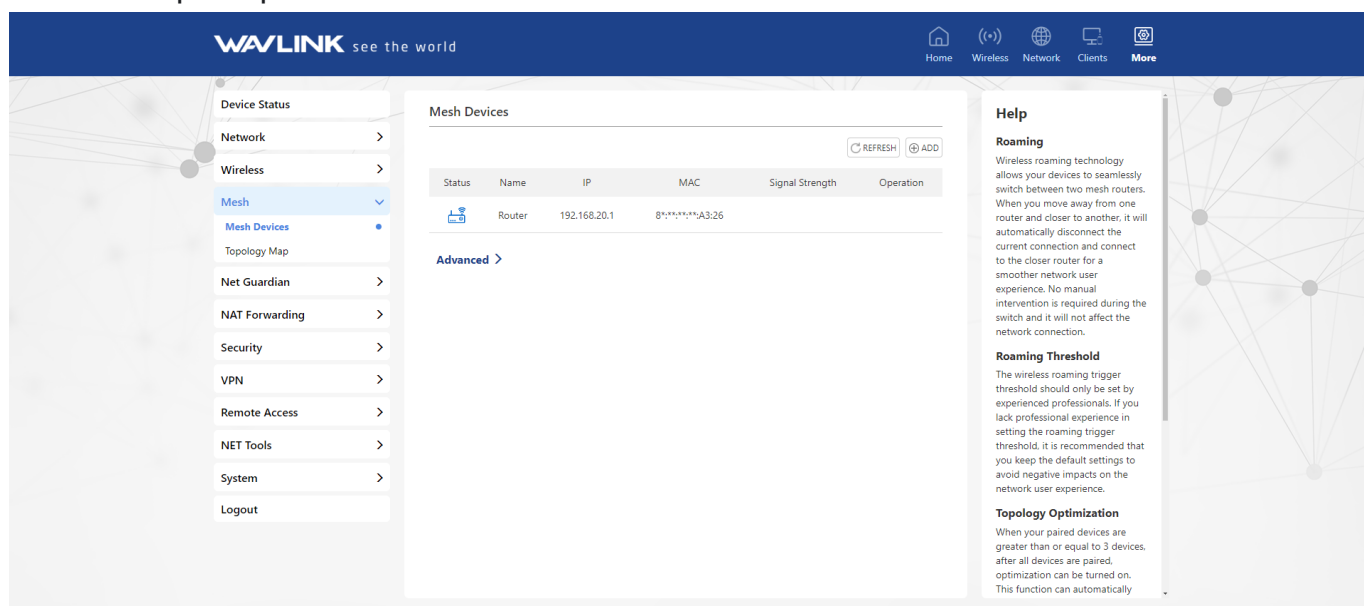 WAVLINK see the world
Home
Wireless
Network
Clients
More
Device Status
Network
Wireless
Mesh
Mesh Devices
Topology Map
Net Guardian
NAT Forwarding
Security
VPN
Remote Access
NET Tools
System
Logout
Mesh Devices
REFRESH
ADD
Status Name IP MAC Signal Strength Operation
Router 192.168.20.1 8*:**:**:**:A3:26
Advanced
Help
Roaming
Wireless roaming technology
allows your devices to seamlessly
switch between two mesh routers.
When you move away from one
router and closer to another, it will
automatically disconnect the
current connection and connect
to the closer router for a
smoother network user
experience. No manual
intervention is required during the
switch and it will not affect the
network connection.
Roaming Threshold
The wireless roaming trigger
threshold should only be set by
experienced professionals. If you
lack professional experience in
setting the roaming trigger
threshold, it is recommended that
you keep the default settings to
avoid negative impacts on the
network user experience.
Topology Optimization
When your paired devices are
greater than or equal to 3 devices,
after all devices are paired,
optimization can be turned on.
This function can automatically